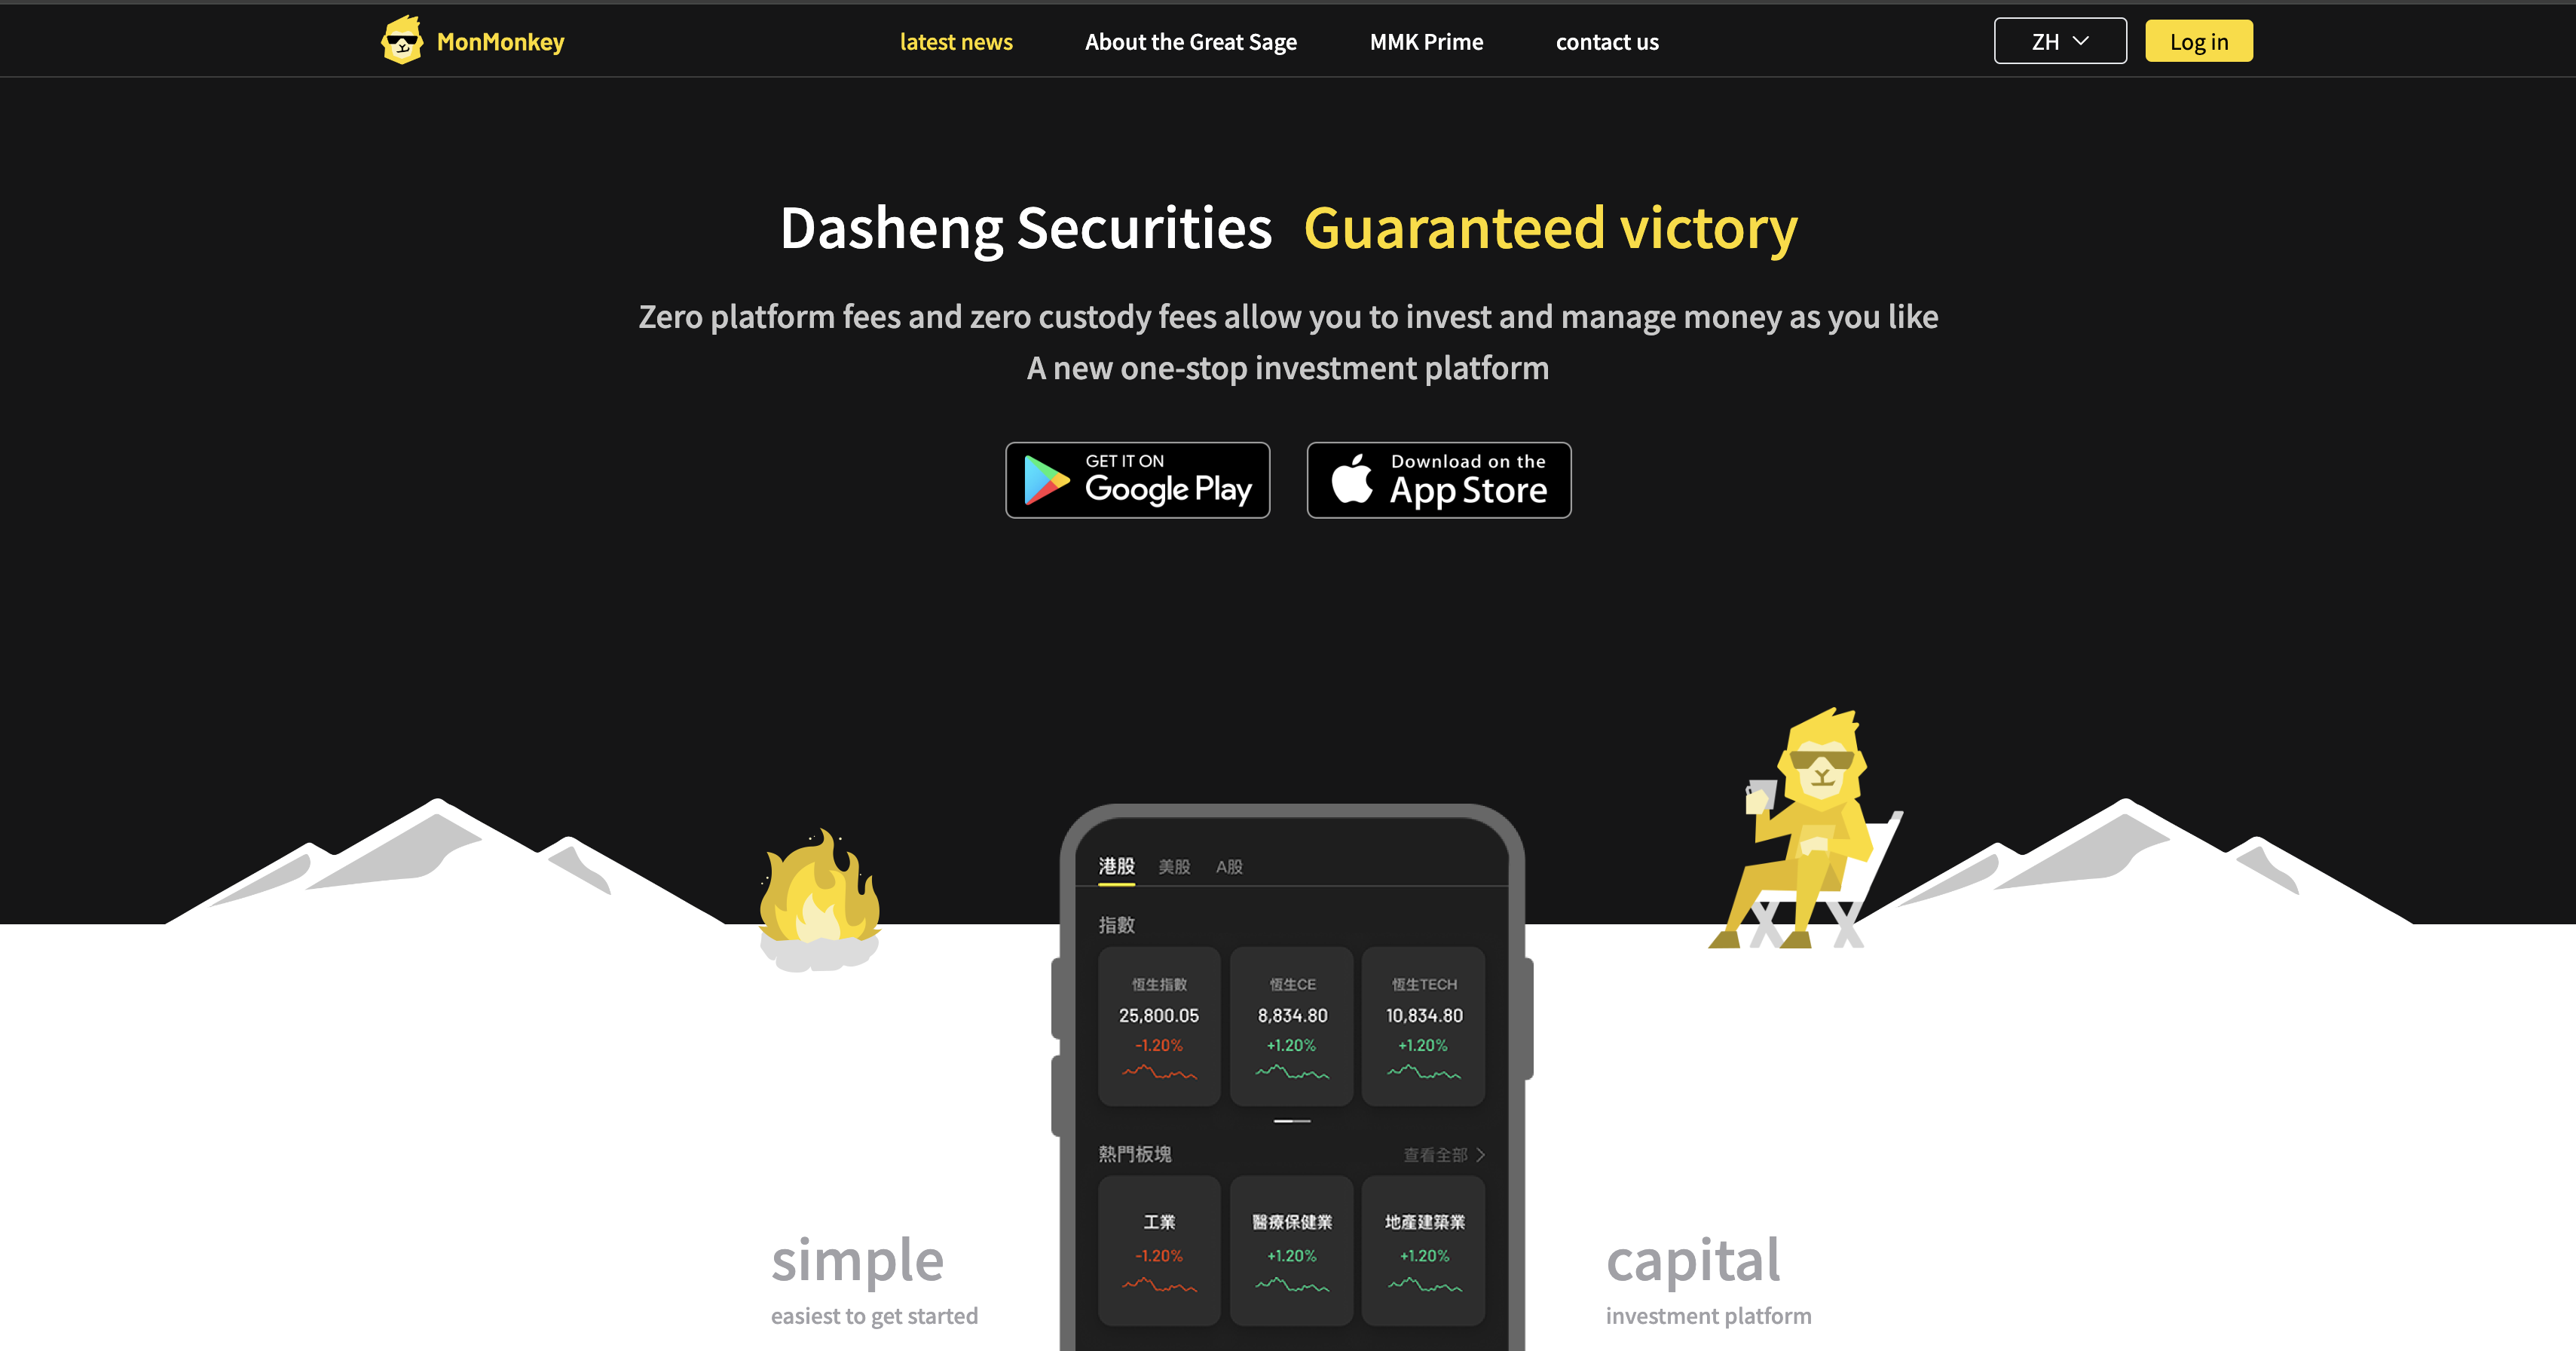 MonMonkey
latest news
About the Great Sage
MMK Prime
contact us
ZH
Log in
Dasheng Securities Guaranteed victory
Zero platform fees and zero custody fees allow you to invest and manage money as you like
A new one-stop investment platform
GET IT ON
Google Play
Download on the
App Store
港股 美股 A股
指數
恆生指數 恆生CE 恆生TECH
25,800.05 8,834.80 10,834.80
-1.20% +1.20% +1.20%
熱門板塊 查看全部
工業 醫療保健業 地產建築業
-1.20% +1.20% +1.20%
simple
easiest to get started
capital
investment platform